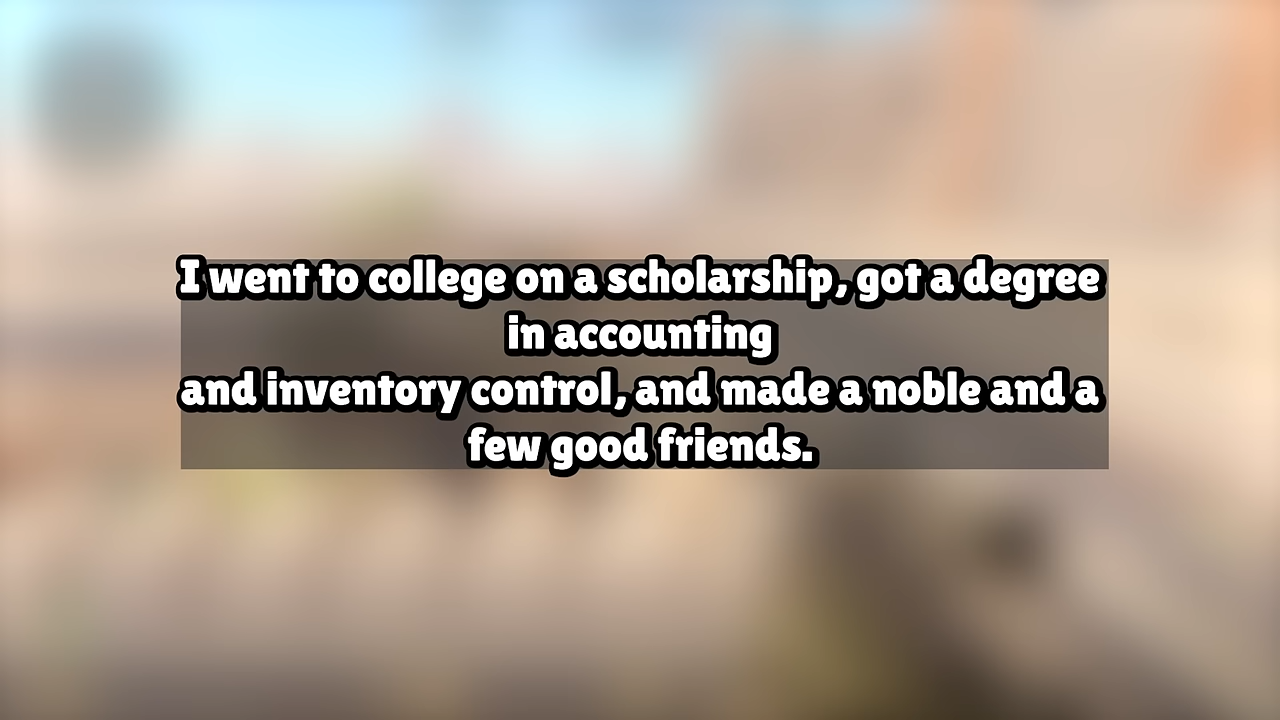 I went to college on a scholarship, got a degree
in accounting
and inventory control, and made a noble and a
few good friends.